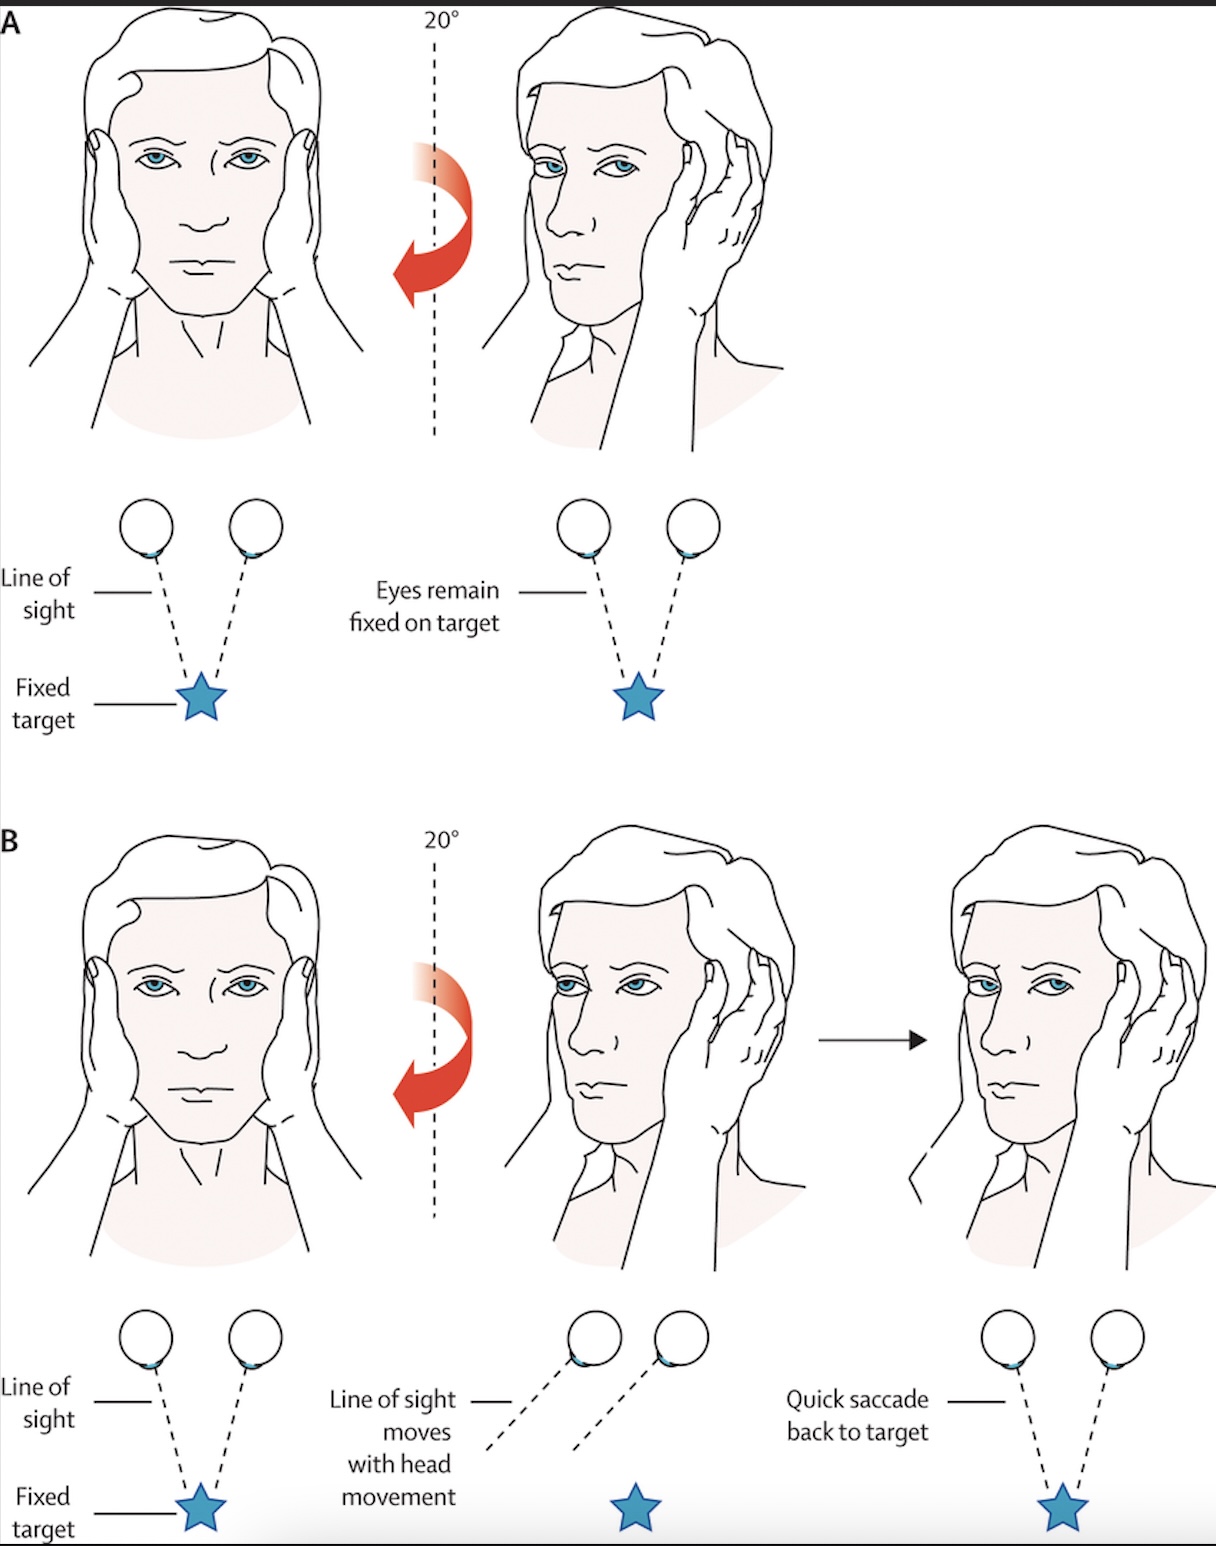 A
20°
Line of
sight
Eyes remain
fixed on target
Fixed
target
B
20°
Line of
sight
Line of sight
moves
with head
movement
Quick saccade
back to target
Fixed
target